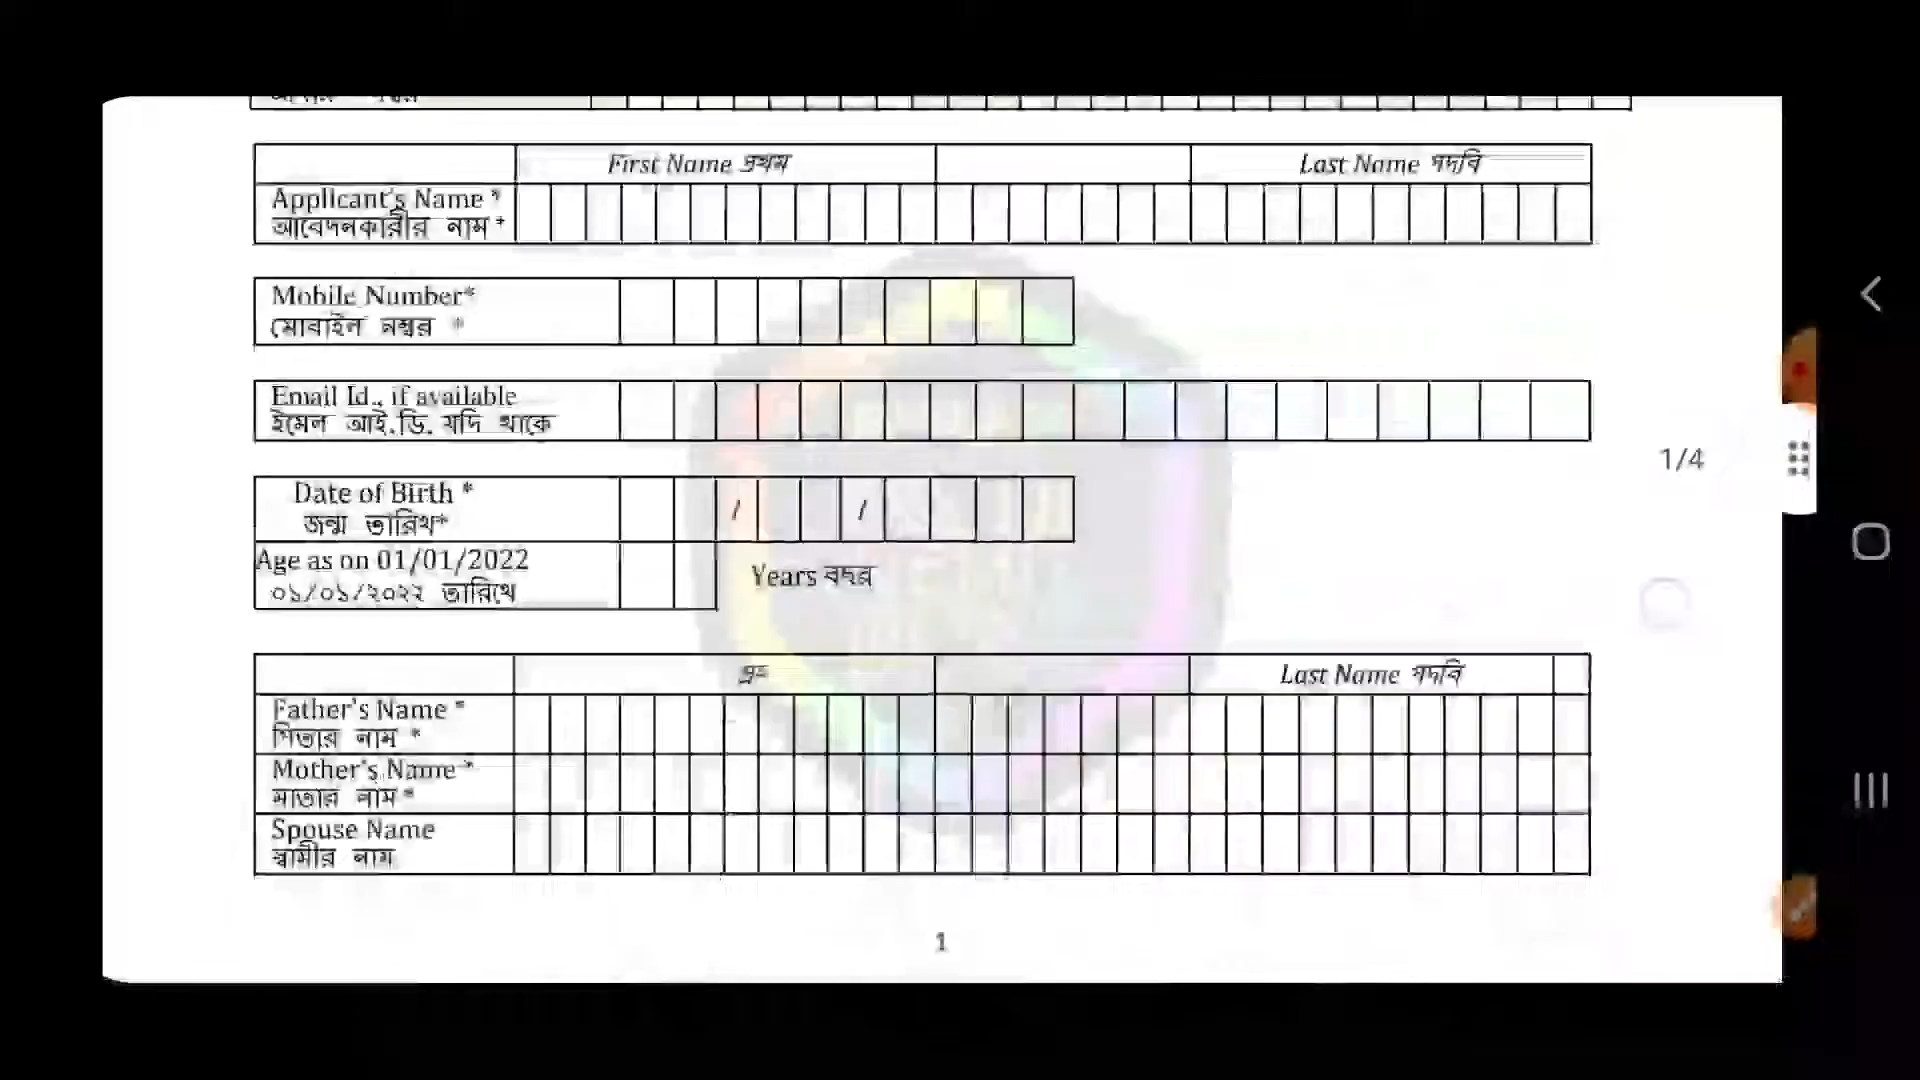 First Name প্রথম Last Name পদবি
Applicant's Name *
আবেদনকারীর নাম *
Mobile Number*
মোবাইল নম্বর *
Email Id., if available
ইমেল আই.ডি. যদি থাকে
Date of Birth *
জন্ম তারিখ*
/ /
Age as on 01/01/2022
০১/০১/২০২২ তারিখে
Years বছর
Last Name পদবি
Father's Name *
পিতার নাম *
Mother's Name *
মাতার নাম *
Spouse Name
স্বামীর নাম
1
1/4